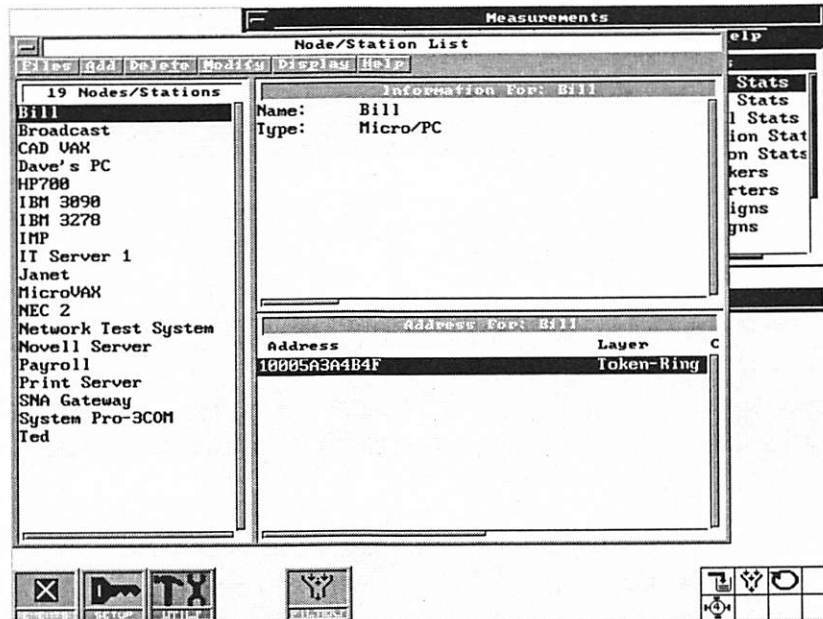 Measurements
elp
Node/Station List
Files Add Delete Modify Display Help
19 Nodes/Stations
Bill
Broadcast
CAD VAX
Dave's PC
HP700
IBM 3090
IBM 3278
IMP
IT Server 1
Janet
MicroVAX
NEC 2
Network Test System
Novell Server
Payroll
Print Server
SNA Gateway
System Pro-3COM
Ted
Information For: Bill
Name: Bill
Type: Micro/PC
Address For: Bill
Address Layer C
10005A3A4B4F Token-Ring
s
Stats
Stats
l Stats
ion Stat
on Stats
kers
rters
igns
gns
SETUP
UTILS
4